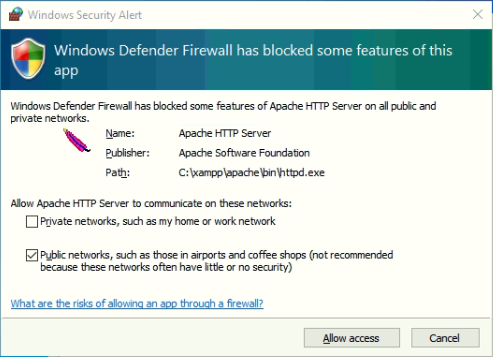 Windows Security Alert
Windows Defender Firewall has blocked some features of this
app
Windows Defender Firewall has blocked some features of Apache HTTP Server on all public and
private networks.
Name: Apache HTTP Server
Publisher: Apache Software Foundation
Path: C:\xampp\apache\bin\httpd.exe
Allow Apache HTTP Server to communicate on these networks:
Private networks, such as my home or work network
Public networks, such as those in airports and coffee shops (not recommended
because these networks often have little or no security)
What are the risks of allowing an app through a firewall?
Allow access Cancel